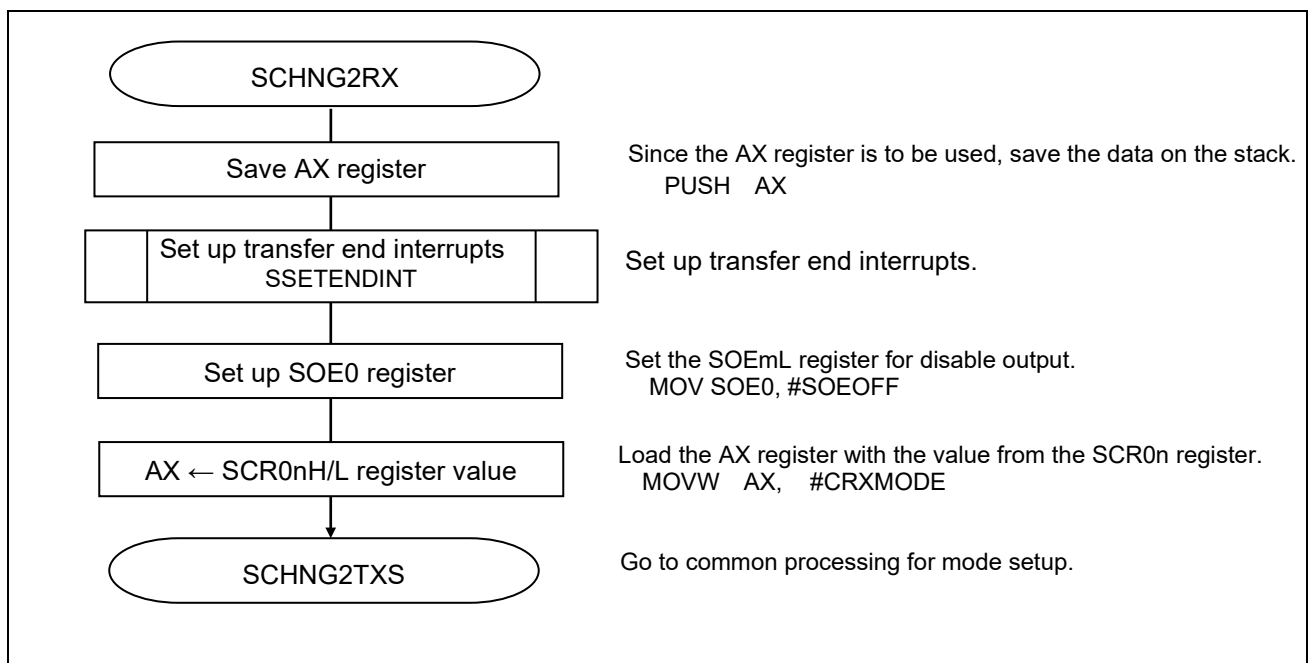 SCHNG2RX
Save AX register
Since the AX register is to be used, save the data on the stack.
PUSH AX
Set up transfer end interrupts
SSETENDINT
Set up transfer end interrupts.
Set up SOE0 register
Set the SOEmL register for disable output.
MOV SOE0, #SOEOFF
AX ← SCR0nH/L register value
Load the AX register with the value from the SCR0n register.
MOVW AX, #CRXMODE
SCHNG2TXS
Go to common processing for mode setup.